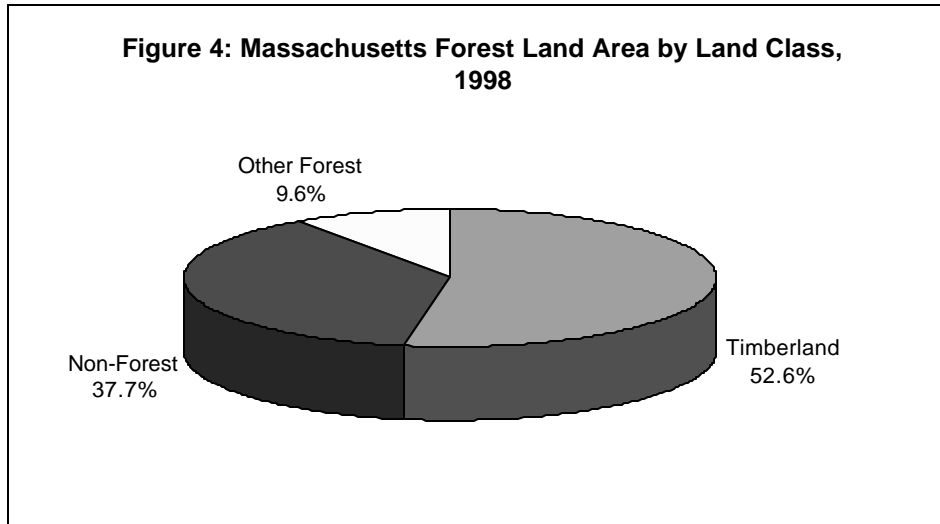 Figure 4: Massachusetts Forest Land Area by Land Class,
1998
Other Forest
9.6%
Non-Forest
37.7%
Timberland
52.6%